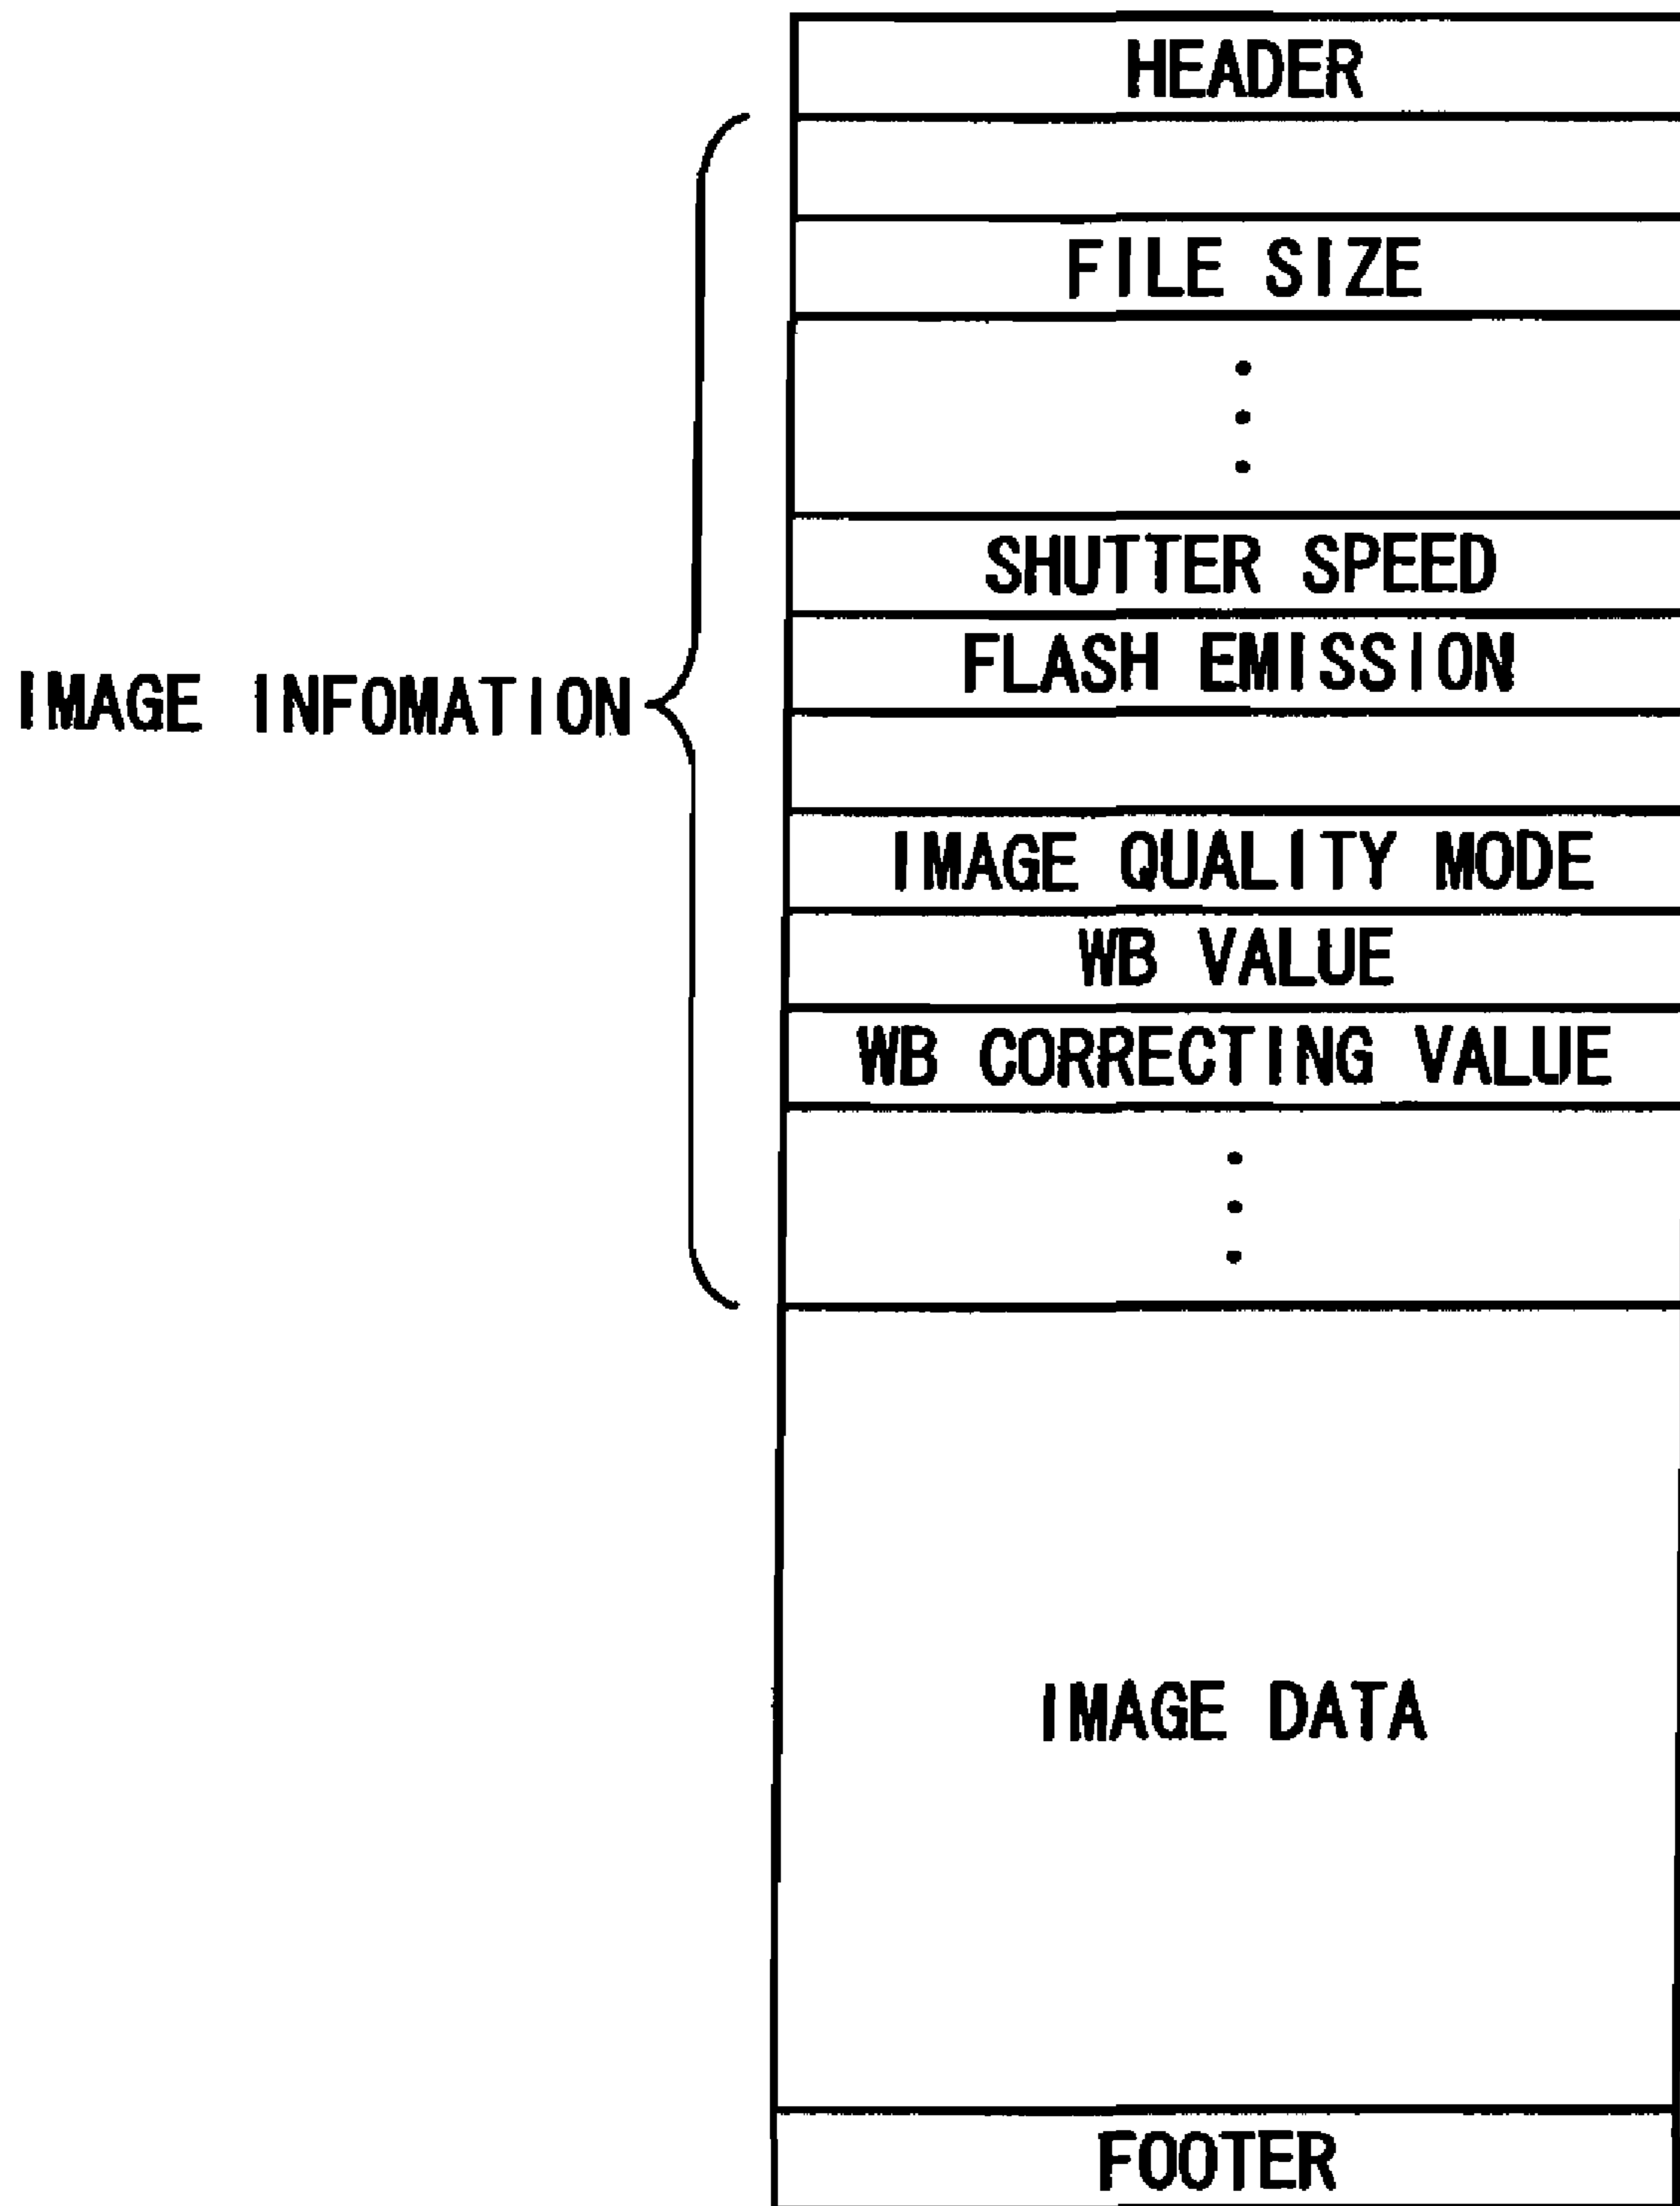 HEADER
FILE SIZE
SHUTTER SPEED
FLASH EMISSION
IMAGE INFOMATION
IMAGE QUALITY MODE
WB VALUE
WB CORRECTING VALUE
IMAGE DATA
FOOTER